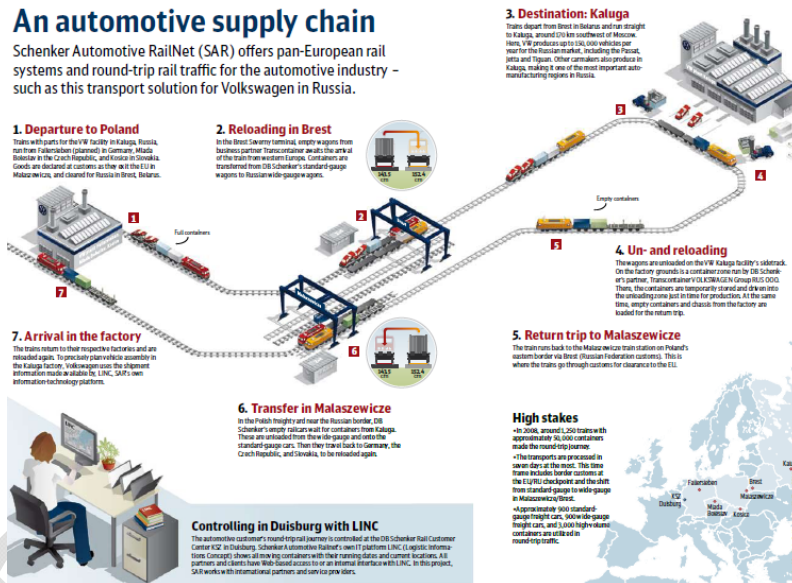 An automotive supply chain
Schenker Automotive RailNet (SAR) offers pan-European rail
systems and round-trip rail traffic for the automotive industry –
such as this transport solution for Volkswagen in Russia.
1. Departure to Poland
Trains with parts for the VW facility in Kaluga, Russia,
run from Fallersleben (planned) in Germany, Mlada
Boleslav in the Czech Republic, and Kosice in Slovakia.
Goods are declared at customs as they exit the EU in
Malaszewicze, and cleared for Russia in Brest, Belarus.
2. Reloading in Brest
In the Brest Severny terminal, empty wagons from
business partner Transcontainer awaits the arrival
of the train from western Europe. Containers are
transferred from DB Schenker's standard-gauge
wagons to Russian wide-gauge wagons.
143,5
cm
152,4
cm
3. Destination: Kaluga
Trains depart from Brest in Belarus and run straight
to Kaluga, around 170 km southwest of Moscow.
Here, VW produces up to 150,000 vehicles per
year for the Russian market, including the Passat,
Jetta and Tiguan. Other carmakers also produce in
Kaluga, making it one of the most important auto-
manufacturing regions in Russia.
3
4
1
Full containers
2
Empty containers
5
7
6
143,5
cm
152,4
cm
4. Un- and reloading
The wagons are unloaded on the VW Kaluga facility's sidetrack.
On the factory grounds is a container zone run by DB Schenk-
er's partner, Transcontainer VOLKSWAGEN Group RUS OOO.
There, the containers are temporarily stored and driven into
the unloading zone just in time for production. At the same
time, empty containers and chassis from the factory are
loaded for the return trip.
5. Return trip to Malaszewicze
The train runs back to the Malaszewicze train station on Poland's
eastern border via Brest (Russian Federation customs). This is
where the trains go through customs for clearance to the EU.
7. Arrival in the factory
The trains return to their respective factories and are
reloaded again. To precisely plan vehicle assembly in
the Kaluga factory, Volkswagen uses the shipment
information made available by, LINC, SAR's own
information-technology platform.
6. Transfer in Malaszewicze
In the Polish freight yard near the Russian border, DB
Schenker's empty railcars wait for containers from Kaluga.
These are unloaded from the wide-gauge and onto the
standard-gauge cars. Then they travel back to Germany, the
Czech Republic, and Slovakia, to be reloaded again.
High stakes
•In 2008, around 1,250 trains with
approximately 50,000 containers
made the round-trip journey.
•The transports are processed in
seven days at the most. This time
frame includes border customs at
the EU/RU checkpoint and the shift
from standard-gauge to wide-gauge
in Malaszewicze/Brest.
•Approximately 900 standard-
gauge freight cars, 900 wide-gauge
freight cars, and 3,000 high-volume
containers are utilized in
round-trip traffic.
Fallersleben
KSZ
Duisburg
Mlada
Boleslav
Kosice
Brest
Malaszewicze
LINC
Controlling in Duisburg with LINC
The automotive customer's round-trip rail journey is controlled at the DB Schenker Rail Customer
Center KSZ in Duisburg. Schenker Automotive Railnet's own IT platform LINC (Logistic Informa-
tions Concept) shows all moving containers with their running dates and current locations. All
partners and clients have Web-based access to or an internal interface with LINC. In this project,
SAR works with international partners and service providers.